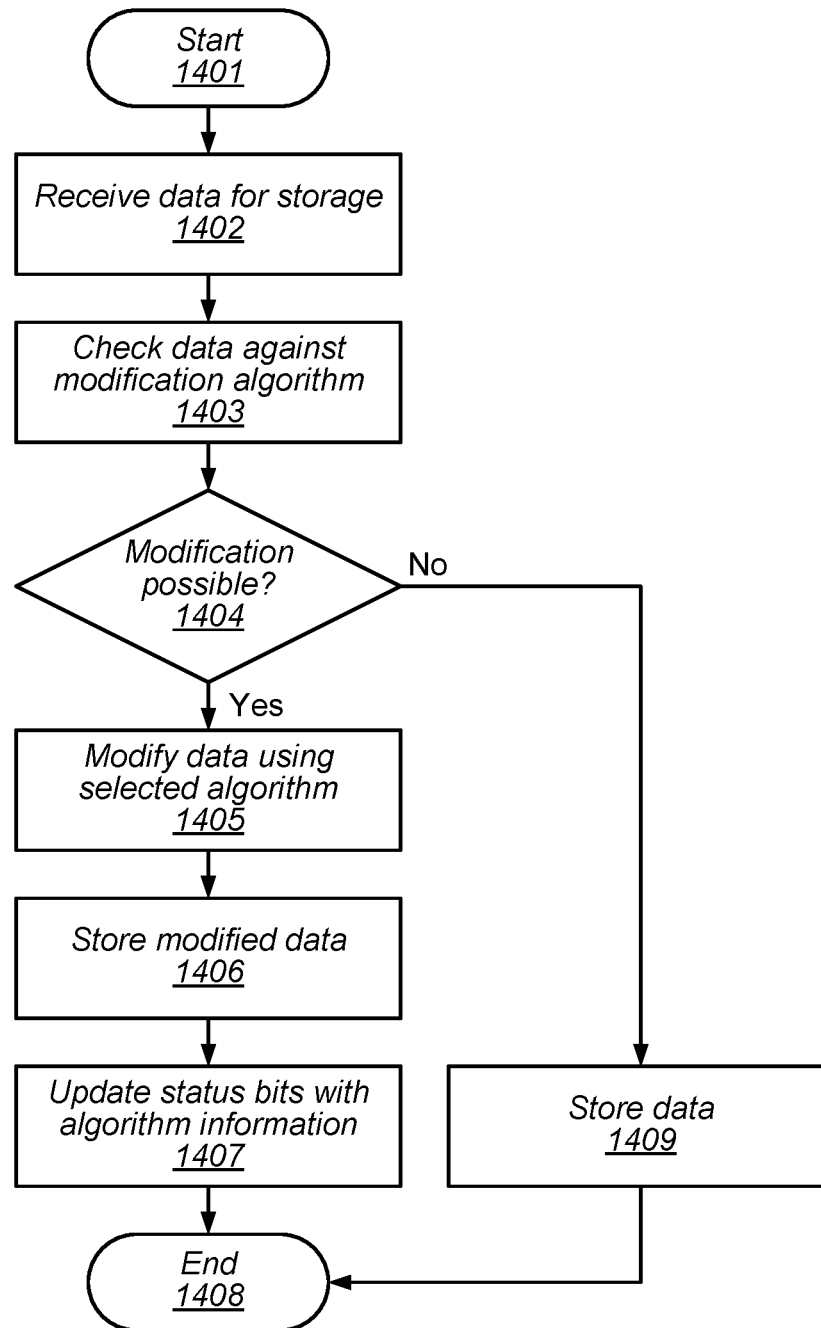 Start
1401
Receive data for storage
1402
Check data against
modification algorithm
1403
Modification
possible?
1404
No
Yes
Modify data using
selected algorithm
1405
Store modified data
1406
Update status bits with
algorithm information
1407
Store data
1409
End
1408